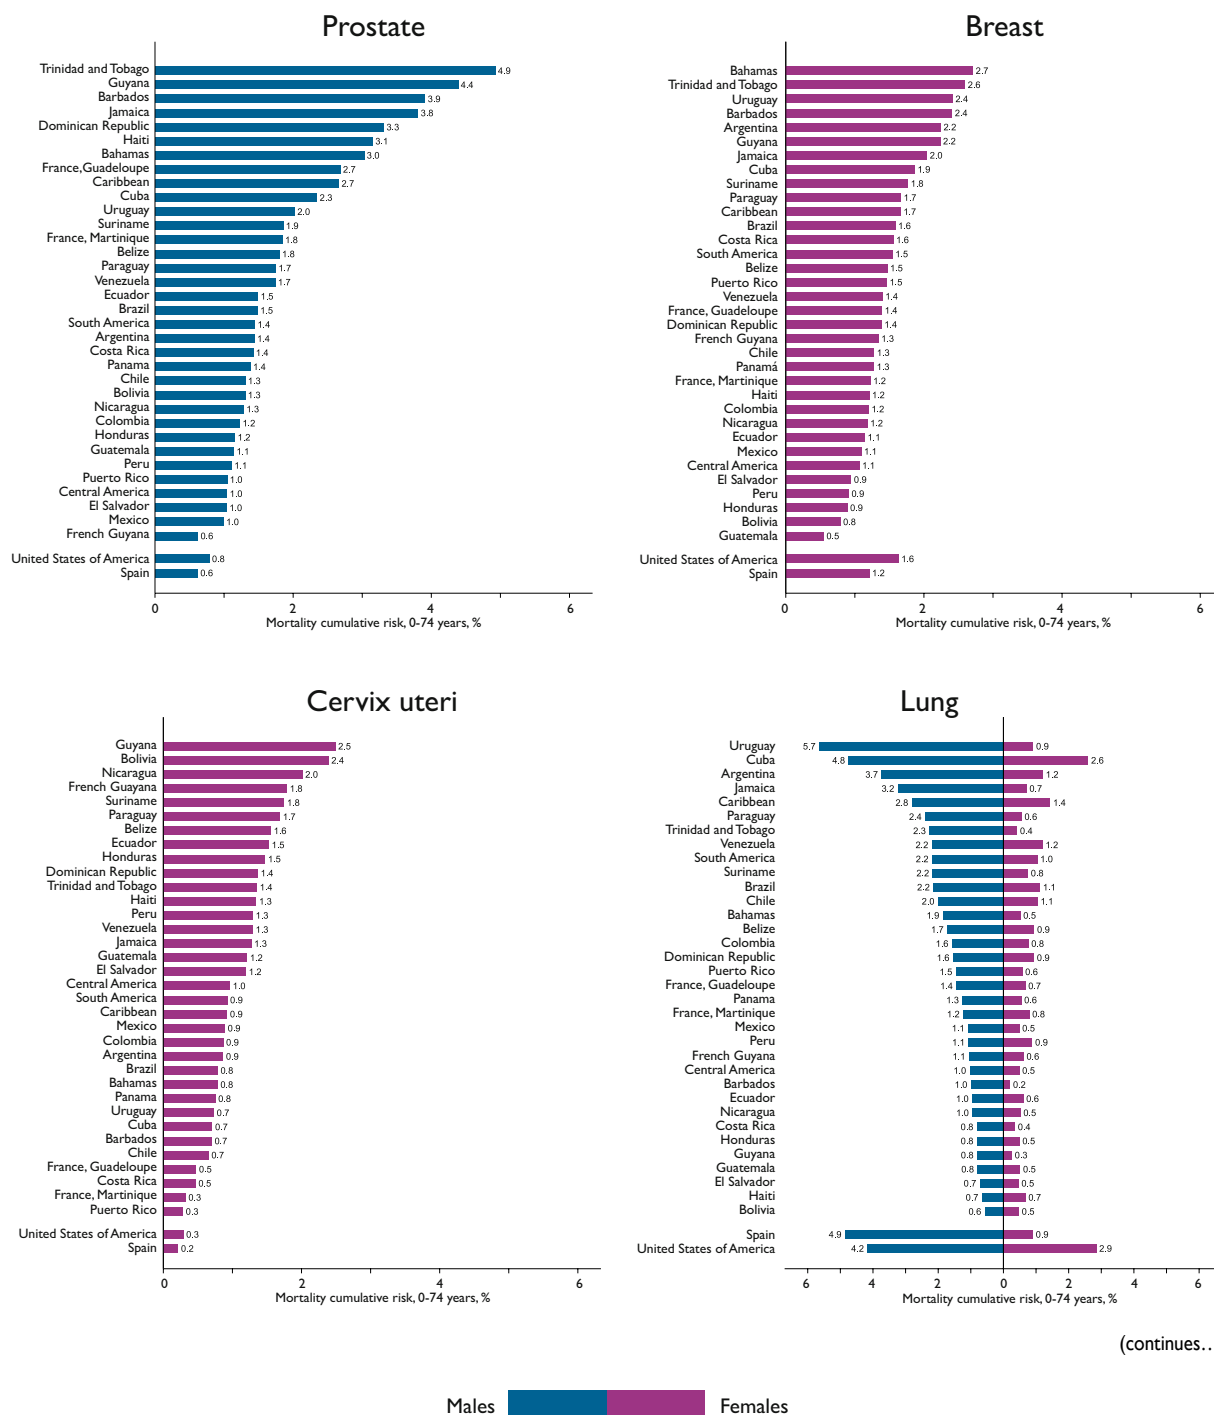 Prostate
Trinidad and Tobago 4.9
Guyana 4.4
Barbados 3.9
Jamaica 3.8
Dominican Republic 3.3
Haiti 3.1
Bahamas 3.0
France,Guadeloupe 2.7
Caribbean 2.7
Cuba 2.3
Uruguay 2.0
Suriname 1.9
France, Martinique 1.8
Belize 1.8
Paraguay 1.7
Venezuela 1.7
Ecuador 1.5
Brazil 1.5
South America 1.4
Argentina 1.4
Costa Rica 1.4
Panama 1.4
Chile 1.3
Bolivia 1.3
Nicaragua 1.3
Colombia 1.2
Honduras 1.2
Guatemala 1.1
Peru 1.1
Puerto Rico 1.0
Central America 1.0
El Salvador 1.0
Mexico 1.0
French Guyana 0.6
United States of America 0.8
Spain 0.6
0 2 4 6
Mortality cumulative risk, 0-74 years, %
Breast
Bahamas 2.7
Trinidad and Tobago 2.6
Uruguay 2.4
Barbados 2.4
Argentina 2.2
Guyana 2.2
Jamaica 2.0
Cuba 1.9
Suriname 1.8
Paraguay 1.7
Caribbean 1.7
Brazil 1.6
Costa Rica 1.6
South America 1.5
Belize 1.5
Puerto Rico 1.5
Venezuela 1.4
France, Guadeloupe 1.4
Dominican Republic 1.4
French Guyana 1.3
Chile 1.3
Panamá 1.3
France, Martinique 1.2
Haiti 1.2
Colombia 1.2
Nicaragua 1.2
Ecuador 1.1
Mexico 1.1
Central America 1.1
El Salvador 0.9
Peru 0.9
Honduras 0.9
Bolivia 0.8
Guatemala 0.5
United States of America 1.6
Spain 1.2
0 2 4 6
Mortality cumulative risk, 0-74 years, %
Cervix uteri
Guyana 2.5
Bolivia 2.4
Nicaragua 2.0
French Guayana 1.8
Suriname 1.8
Paraguay 1.7
Belize 1.6
Ecuador 1.5
Honduras 1.5
Dominican Republic 1.4
Trinidad and Tobago 1.4
Haiti 1.3
Peru 1.3
Venezuela 1.3
Jamaica 1.3
Guatemala 1.2
El Salvador 1.2
Central America 1.0
South America 0.9
Caribbean 0.9
Mexico 0.9
Colombia 0.9
Argentina 0.9
Brazil 0.8
Bahamas 0.8
Panama 0.8
Uruguay 0.7
Cuba 0.7
Barbados 0.7
Chile 0.7
France, Guadeloupe 0.5
Costa Rica 0.5
France, Martinique 0.3
Puerto Rico 0.3
United States of America 0.3
Spain 0.2
0 2 4 6
Mortality cumulative risk, 0-74 years, %
Lung
Uruguay 5.7 0.9
Cuba 4.8 2.6
Argentina 3.7 1.2
Jamaica 3.2 0.7
Caribbean 2.8 1.4
Paraguay 2.4 0.6
Trinidad and Tobago 2.3 0.4
Venezuela 2.2 1.2
South America 2.2 1.0
Suriname 2.2 0.8
Brazil 2.2 1.1
Chile 2.0 1.1
Bahamas 1.9 0.5
Belize 1.7 0.9
Colombia 1.6 0.8
Dominican Republic 1.6 0.9
Puerto Rico 1.5 0.6
France, Guadeloupe 1.4 0.7
Panama 1.3 0.6
France, Martinique 1.2 0.8
Mexico 1.1 0.5
Peru 1.1 0.9
French Guyana 1.1 0.6
Central America 1.0 0.5
Barbados 1.0 0.2
Ecuador 1.0 0.6
Nicaragua 1.0 0.5
Costa Rica 0.8 0.4
Honduras 0.8 0.5
Guyana 0.8 0.3
Guatemala 0.8 0.5
El Salvador 0.7 0.5
Haiti 0.7 0.7
Bolivia 0.6 0.5
Spain 4.9 0.9
United States of America 4.2 2.9
6 4 2 0 2 4 6
Mortality cumulative risk, 0-74 years, %
(continues..
Males Females